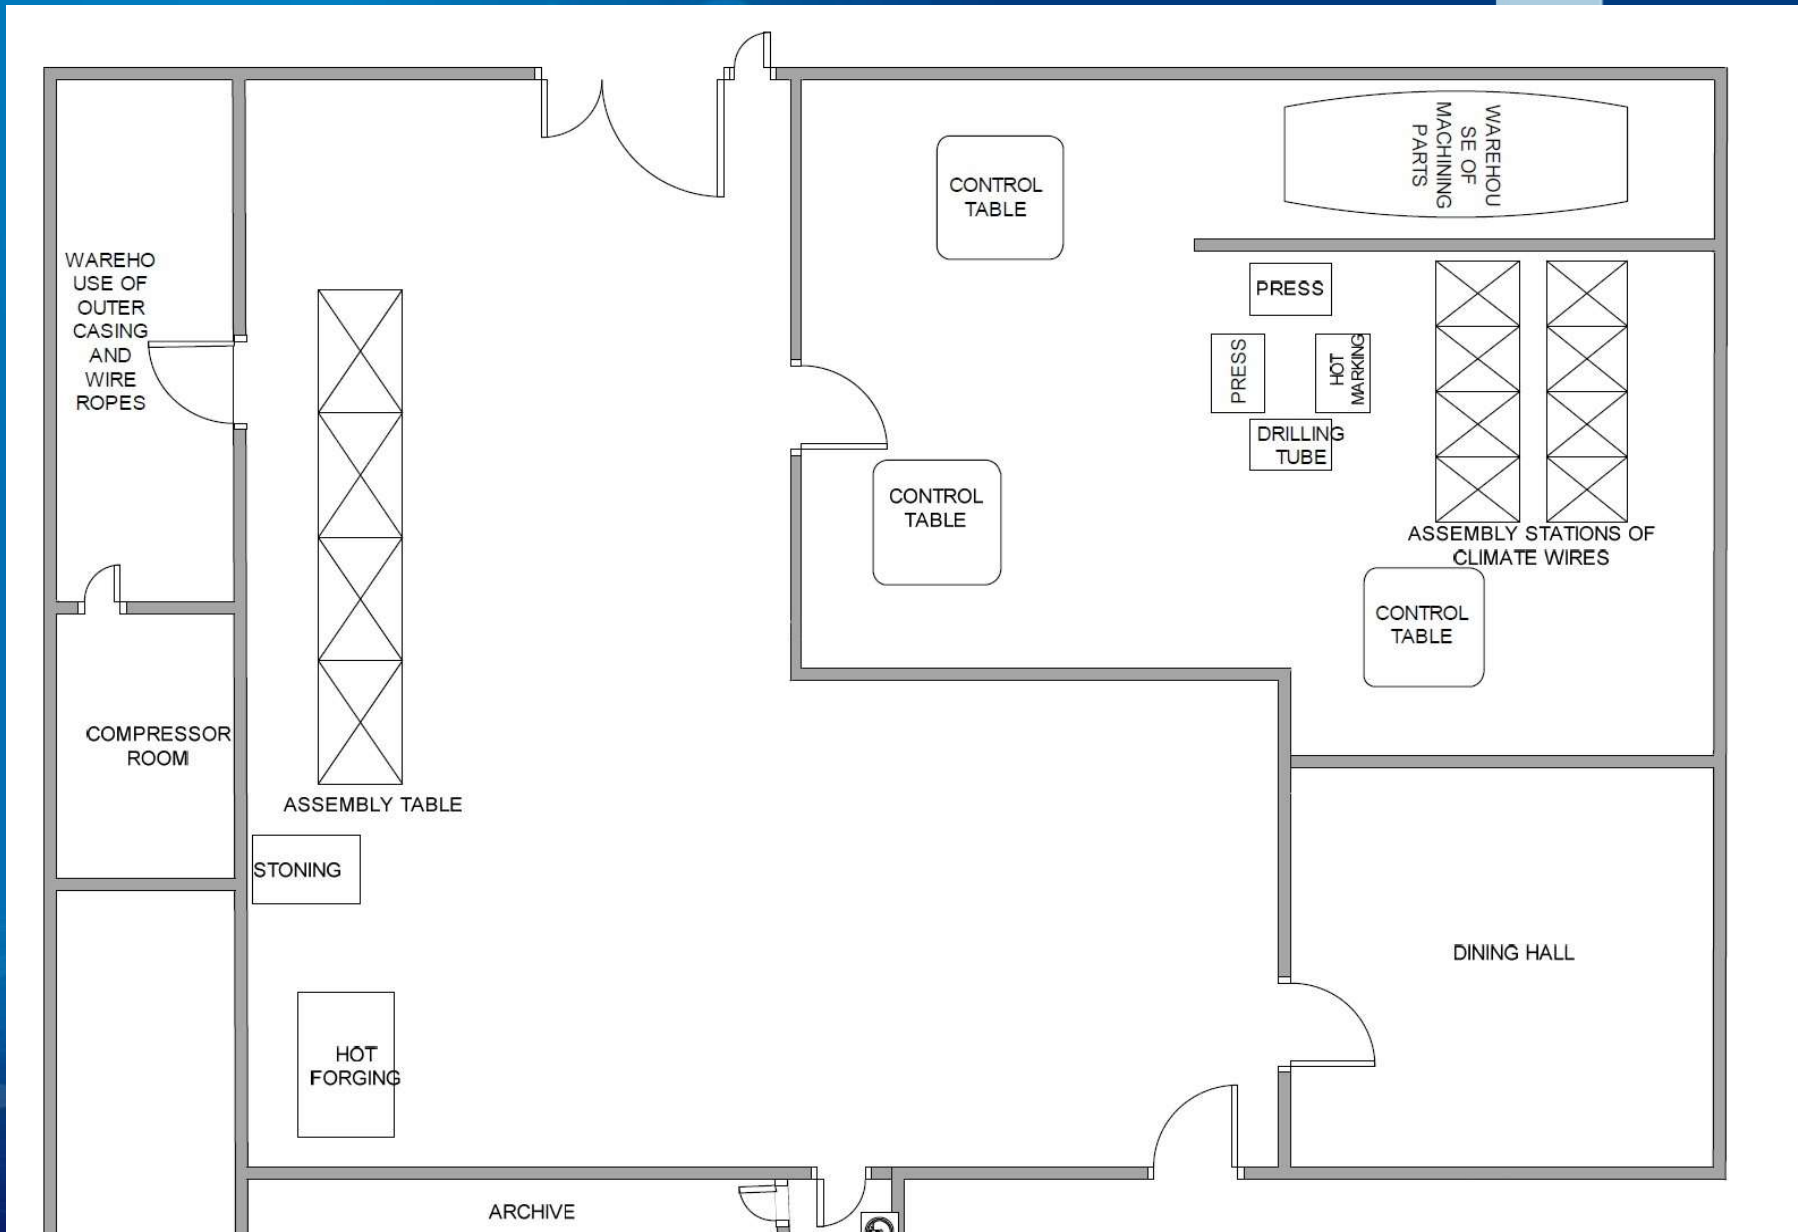 WAREHO
USE OF
OUTER
CASING
AND
WIRE
ROPES
COMPRESSOR
ROOM
ASSEMBLY TABLE
STONING
HOT
FORGING
ARCHIVE
CONTROL
TABLE
CONTROL
TABLE
WAREHOU
SE OF
MACHINING
PARTS
PRESS
PRESS
HOT
MARKING
DRILLING
TUBE
ASSEMBLY STATIONS OF
CLIMATE WIRES
CONTROL
TABLE
DINING HALL